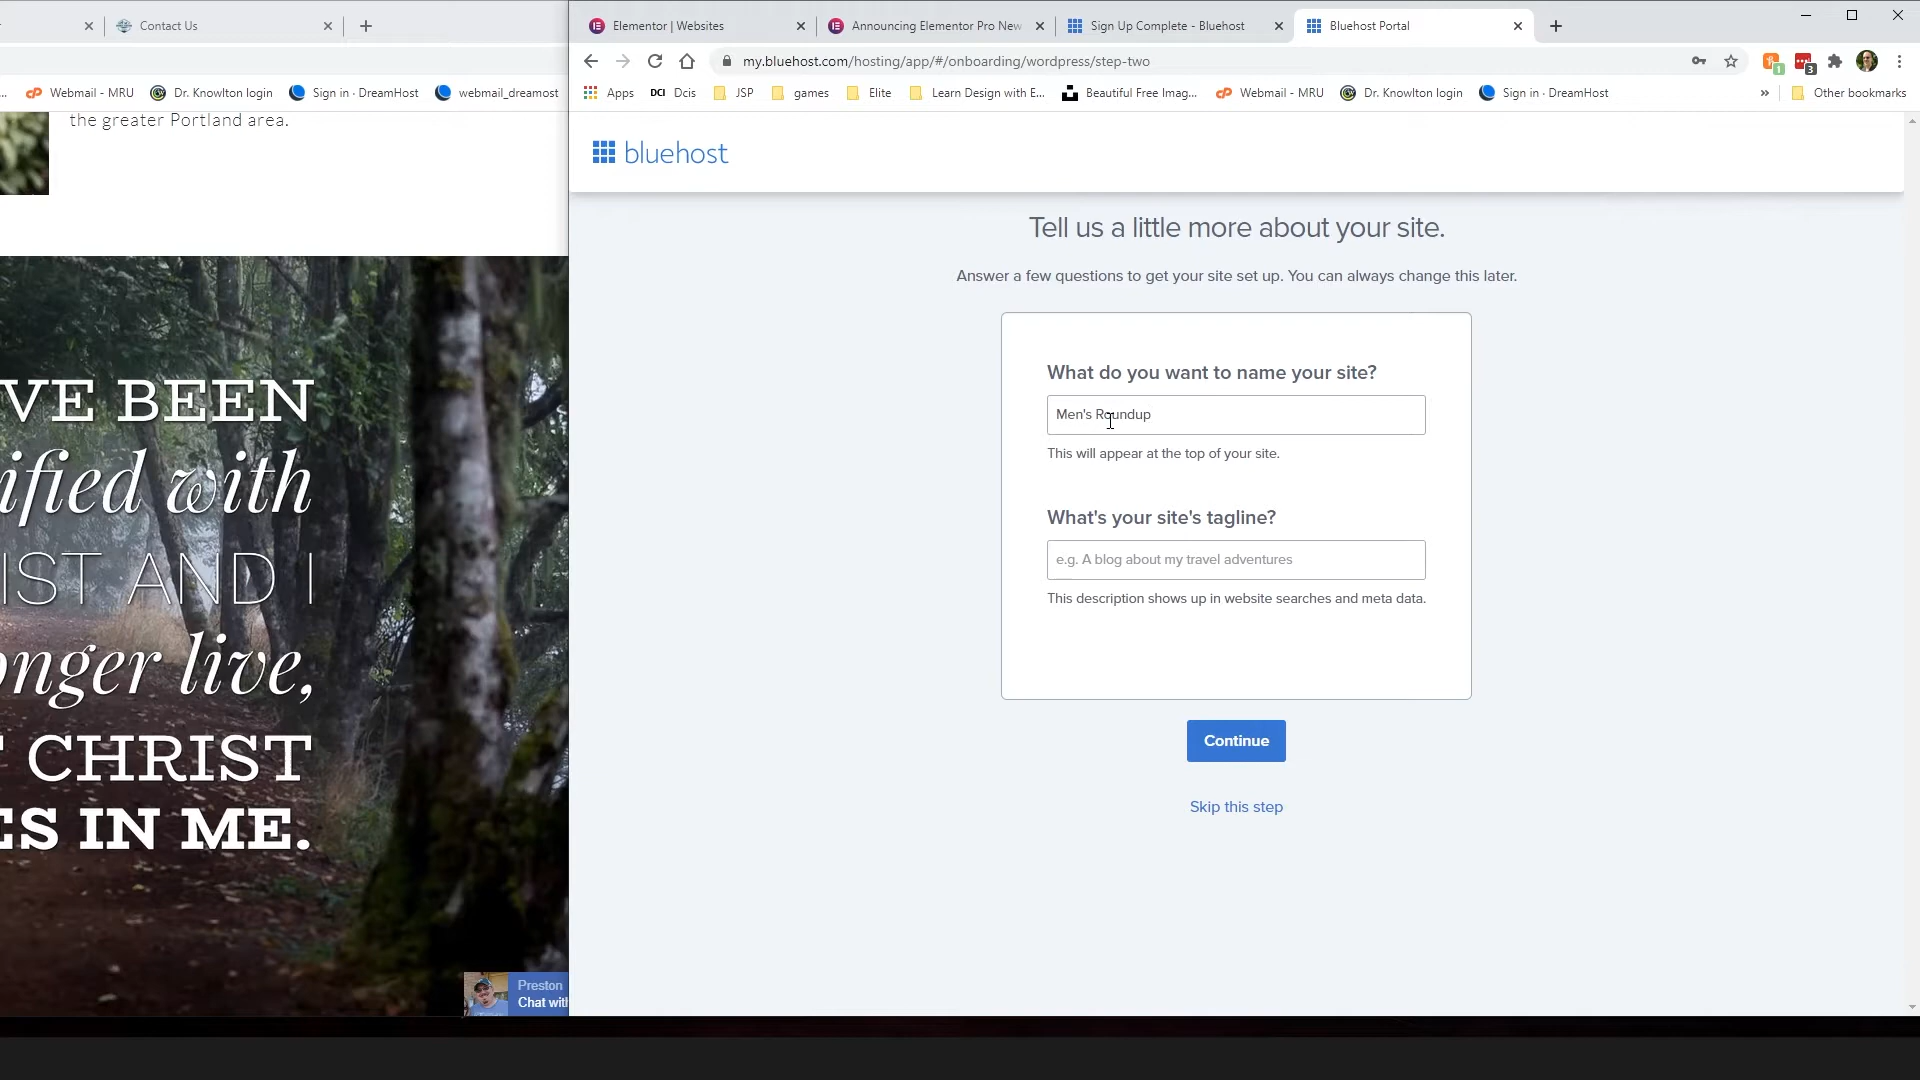 Contact Us
... Webmail - MRU Dr. Knowlton login Sign in · DreamHost webmail_dreamhost
the greater Portland area.
VE BEEN
ified with
IST AND I
onger live,
CHRIST
ES IN ME.
Preston
Chat with
Elementor | Websites Announcing Elementor Pro New Sign Up Complete - Bluehost Bluehost Portal
my.bluehost.com/hosting/app/#/onboarding/wordpress/step-two
1 3
Apps DCI Dcis JSP games Elite Learn Design with E... Beautiful Free Imag... Webmail - MRU Dr. Knowlton login Sign in · DreamHost » Other bookmarks
bluehost
Tell us a little more about your site.
Answer a few questions to get your site set up. You can always change this later.
What do you want to name your site?
Men's Roundup
This will appear at the top of your site.
What's your site's tagline?
e.g. A blog about my travel adventures
This description shows up in website searches and meta data.
Continue
Skip this step